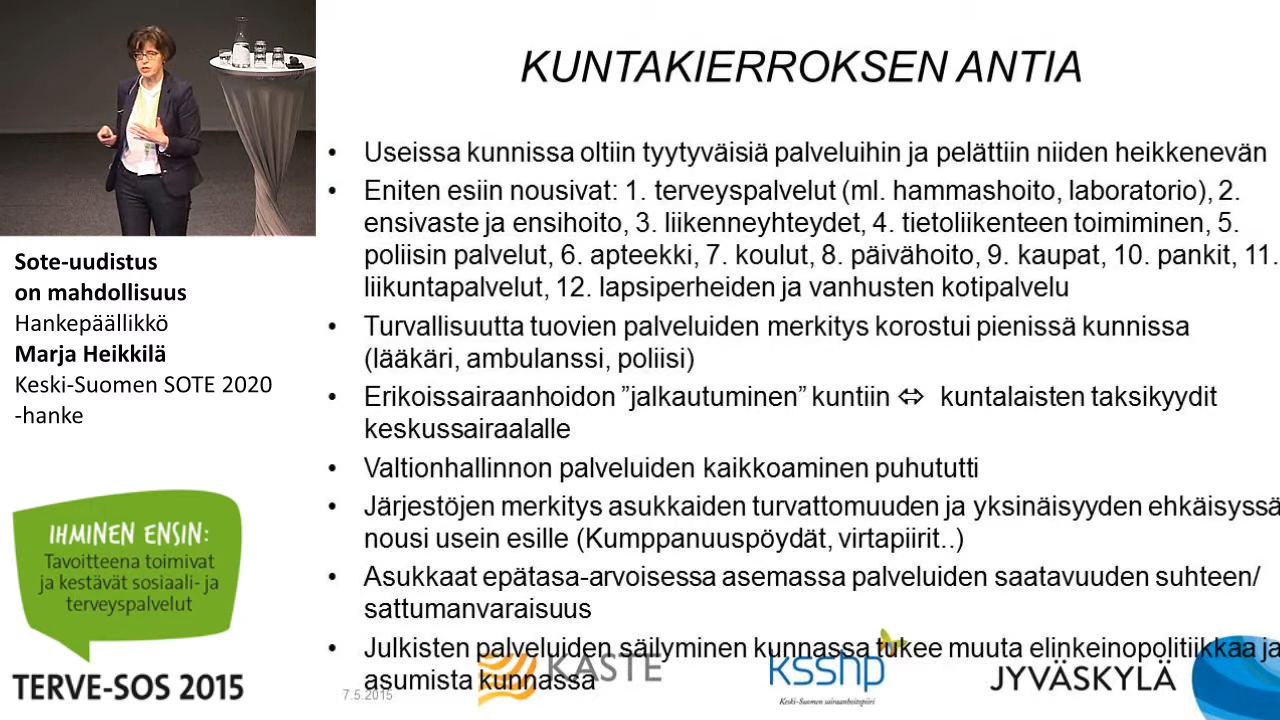 KUNTAKIERROKSEN ANTIA
• Useissa kunnissa oltiin tyytyväisiä palveluihin ja pelättiin niiden heikkenevän
• Eniten esiin nousivat: 1. terveyspalvelut (ml. hammashoito, laboratorio), 2.
ensivaste ja ensihoito, 3. liikenneyhteydet, 4. tietoliikenteen toimiminen, 5.
poliisin palvelut, 6. apteekki, 7. koulut, 8. päivähoito, 9. kaupat, 10. pankit, 11.
liikuntapalvelut, 12. lapsiperheiden ja vanhusten kotipalvelu
• Turvallisuutta tuovien palveluiden merkitys korostui pienissä kunnissa
(lääkäri, ambulanssi, poliisi)
• Erikoissairaanhoidon ”jalkautuminen” kuntiin ⇔ kuntalaisten taksikyydit
keskussairaalalle
• Valtionhallinnon palveluiden kaikkoaminen puhututti
• Järjestöjen merkitys asukkaiden turvattomuuden ja yksinäisyyden ehkäisyssä
nousi usein esille (Kumppanuuspöydät, virtapiirit..)
• Asukkaat epätasa-arvoisessa asemassa palveluiden saatavuuden suhteen/
sattumanvaraisuus
• Julkisten palveluiden säilyminen kunnassa tukee muuta elinkeinopolitiikkaa ja
asumista kunnassa
7.5.2015
KASTE
ksshp
Keski-Suomen sairaanhoitopiiri
JYVÄSKYLÄ
Sote-uudistus
on mahdollisuus
Hankepäällikkö
Marja Heikkilä
Keski-Suomen SOTE 2020
-hanke
IHMINEN ENSIN:
Tavoitteena toimivat
ja kestävät sosiaali- ja
terveyspalvelut
TERVE-SOS 2015